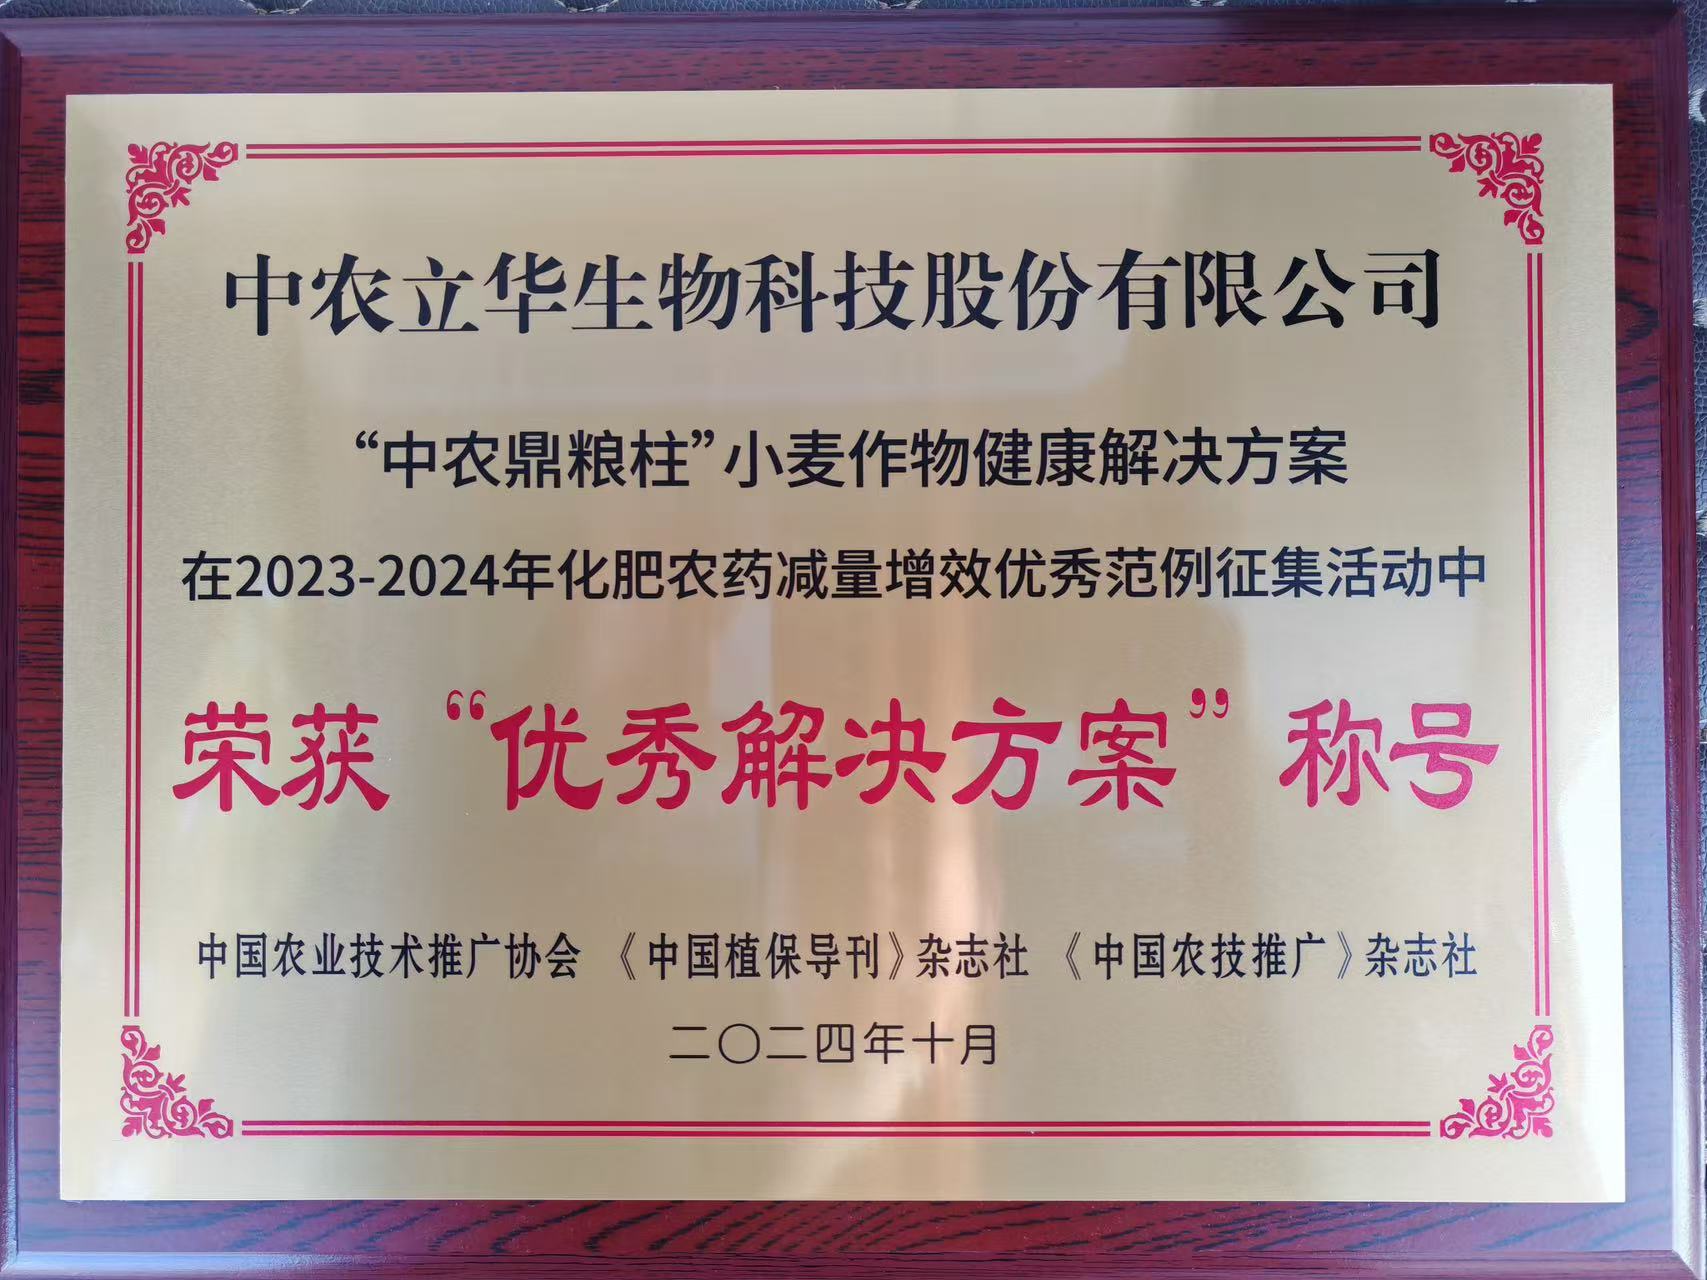 中农立华生物科技股份有限公司
“中农鼎粮柱”小麦作物健康解决方案
在2023-2024年化肥农药减量增效优秀范例征集活动中
荣获“优秀解决方案”称号
中国农业技术推广协会 《中国植保导刊》杂志社 《中国农技推广》杂志社
二〇二四年十月